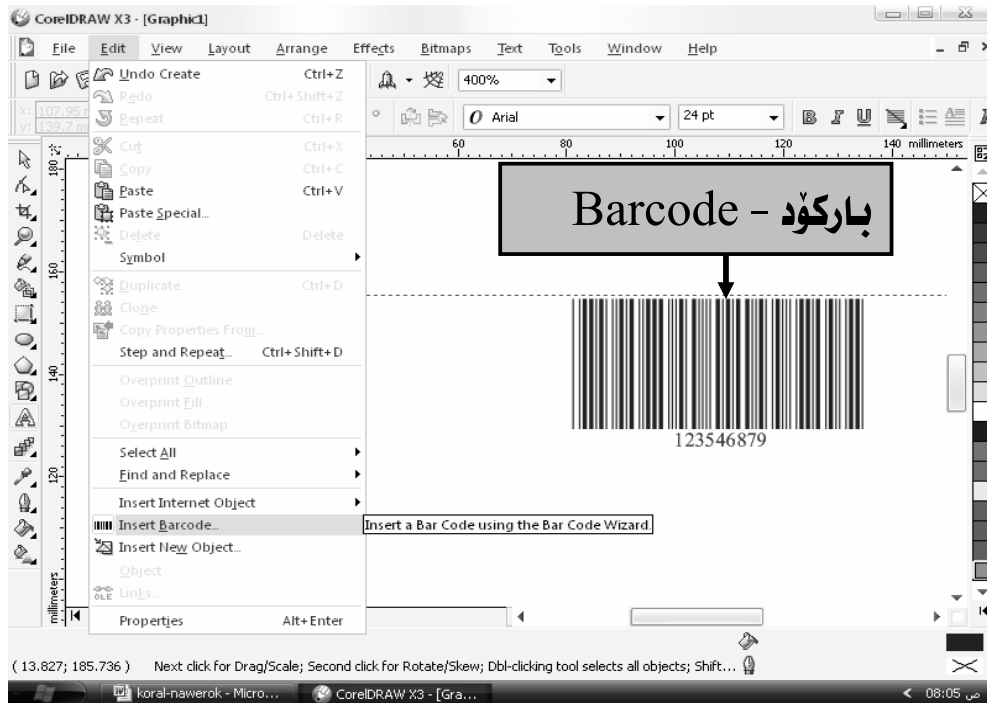 CorelDRAW X3 - [Graphic1]
File Edit View Layout Arrange Effects Bitmaps Text Tools Window Help
400%
x: 107.95
y: 139.7
Arial
24 pt
Undo Create Ctrl+Z
Redo Ctrl+Shift+Z
Repeat Ctrl+R
Cut Ctrl+X
Copy Ctrl+C
Paste Ctrl+V
Paste Special...
Delete Delete
Symbol
Duplicate Ctrl+D
Clone
Copy Properties From...
Step and Repeat... Ctrl+Shift+D
Overprint Outline
Overprint Fill
Overprint Bitmap
Select All
Find and Replace
Insert Internet Object
Insert Barcode...
Insert a Bar Code using the Bar Code Wizard.
Insert New Object...
Object
Links...
Properties Alt+Enter
60 80 100 120 140 millimeters
180
160
140
120
millimeters
بارکۆد - Barcode
123546879
( 13.827; 185.736 ) Next click for Drag/Scale; Second click for Rotate/Skew; Dbl-clicking tool selects all objects; Shift...
koral-nawerok - Micro...
CorelDRAW X3 - [Gra...
08:05 ص